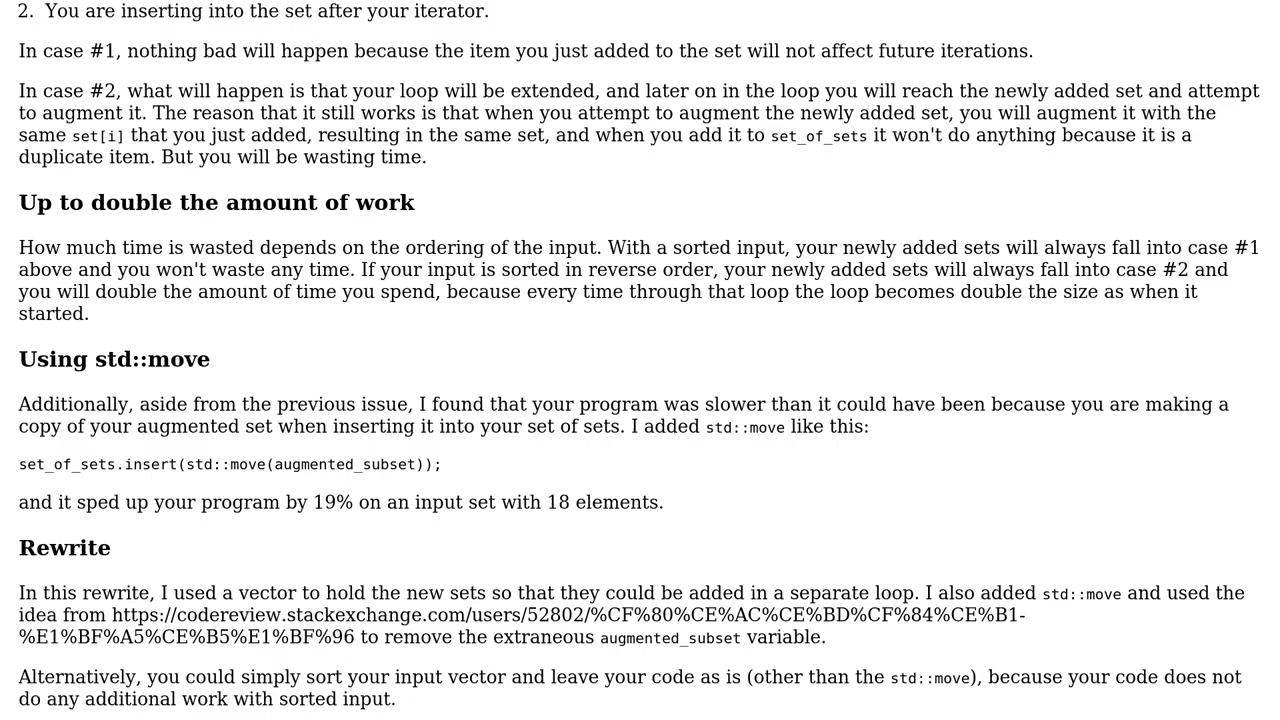 2. You are inserting into the set after your iterator.
In case #1, nothing bad will happen because the item you just added to the set will not affect future iterations.
In case #2, what will happen is that your loop will be extended, and later on in the loop you will reach the newly added set and attempt
to augment it. The reason that it still works is that when you attempt to augment the newly added set, you will augment it with the
same set[i] that you just added, resulting in the same set, and when you add it to set_of_sets it won't do anything because it is a
duplicate item. But you will be wasting time.
Up to double the amount of work
How much time is wasted depends on the ordering of the input. With a sorted input, your newly added sets will always fall into case #1
above and you won't waste any time. If your input is sorted in reverse order, your newly added sets will always fall into case #2 and
you will double the amount of time you spend, because every time through that loop the loop becomes double the size as when it
started.
Using std::move
Additionally, aside from the previous issue, I found that your program was slower than it could have been because you are making a
copy of your augmented set when inserting it into your set of sets. I added std::move like this:
set_of_sets.insert(std::move(augmented_subset));
and it sped up your program by 19% on an input set with 18 elements.
Rewrite
In this rewrite, I used a vector to hold the new sets so that they could be added in a separate loop. I also added std::move and used the
idea from https://codereview.stackexchange.com/users/52802/%CF%80%CE%AC%CE%BD%CF%84%CE%B1-
%E1%BF%A5%CE%B5%E1%BF%96 to remove the extraneous augmented_subset variable.
Alternatively, you could simply sort your input vector and leave your code as is (other than the std::move), because your code does not
do any additional work with sorted input.